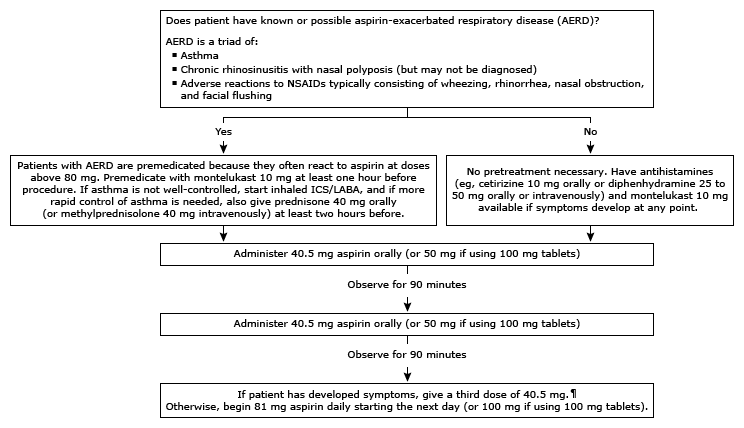 Does patient have known or possible aspirin-exacerbated respiratory disease (AERD)?
AERD is a triad of:
▪ Asthma
▪ Chronic rhinosinusitis with nasal polyposis (but may not be diagnosed)
▪ Adverse reactions to NSAIDs typically consisting of wheezing, rhinorrhea, nasal obstruction,
and facial flushing
Yes
No
Patients with AERD are premedicated because they often react to aspirin at doses
above 80 mg. Premedicate with montelukast 10 mg at least one hour before
procedure. If asthma is not well-controlled, start inhaled ICS/LABA, and if more
rapid control of asthma is needed, also give prednisone 40 mg orally
(or methylprednisolone 40 mg intravenously) at least two hours before.
No pretreatment necessary. Have antihistamines
(eg, cetirizine 10 mg orally or diphenhydramine 25 to
50 mg orally or intravenously) and montelukast 10 mg
available if symptoms develop at any point.
Administer 40.5 mg aspirin orally (or 50 mg if using 100 mg tablets)
Observe for 90 minutes
Administer 40.5 mg aspirin orally (or 50 mg if using 100 mg tablets)
Observe for 90 minutes
If patient has developed symptoms, give a third dose of 40.5 mg.¶
Otherwise, begin 81 mg aspirin daily starting the next day (or 100 mg if using 100 mg tablets).